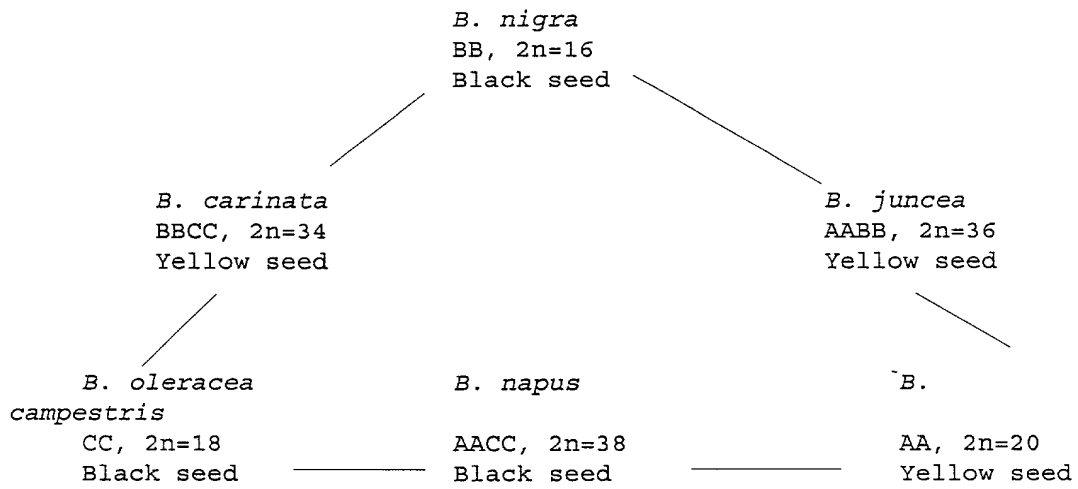 B. nigra
BB, 2n=16
Black seed
B. carinata
BBCC, 2n=34
Yellow seed
B. juncea
AABB, 2n=36
Yellow seed
B. oleracea B. napus B.
campestris
CC, 2n=18 AACC, 2n=38 AA, 2n=20
Black seed Black seed Yellow seed